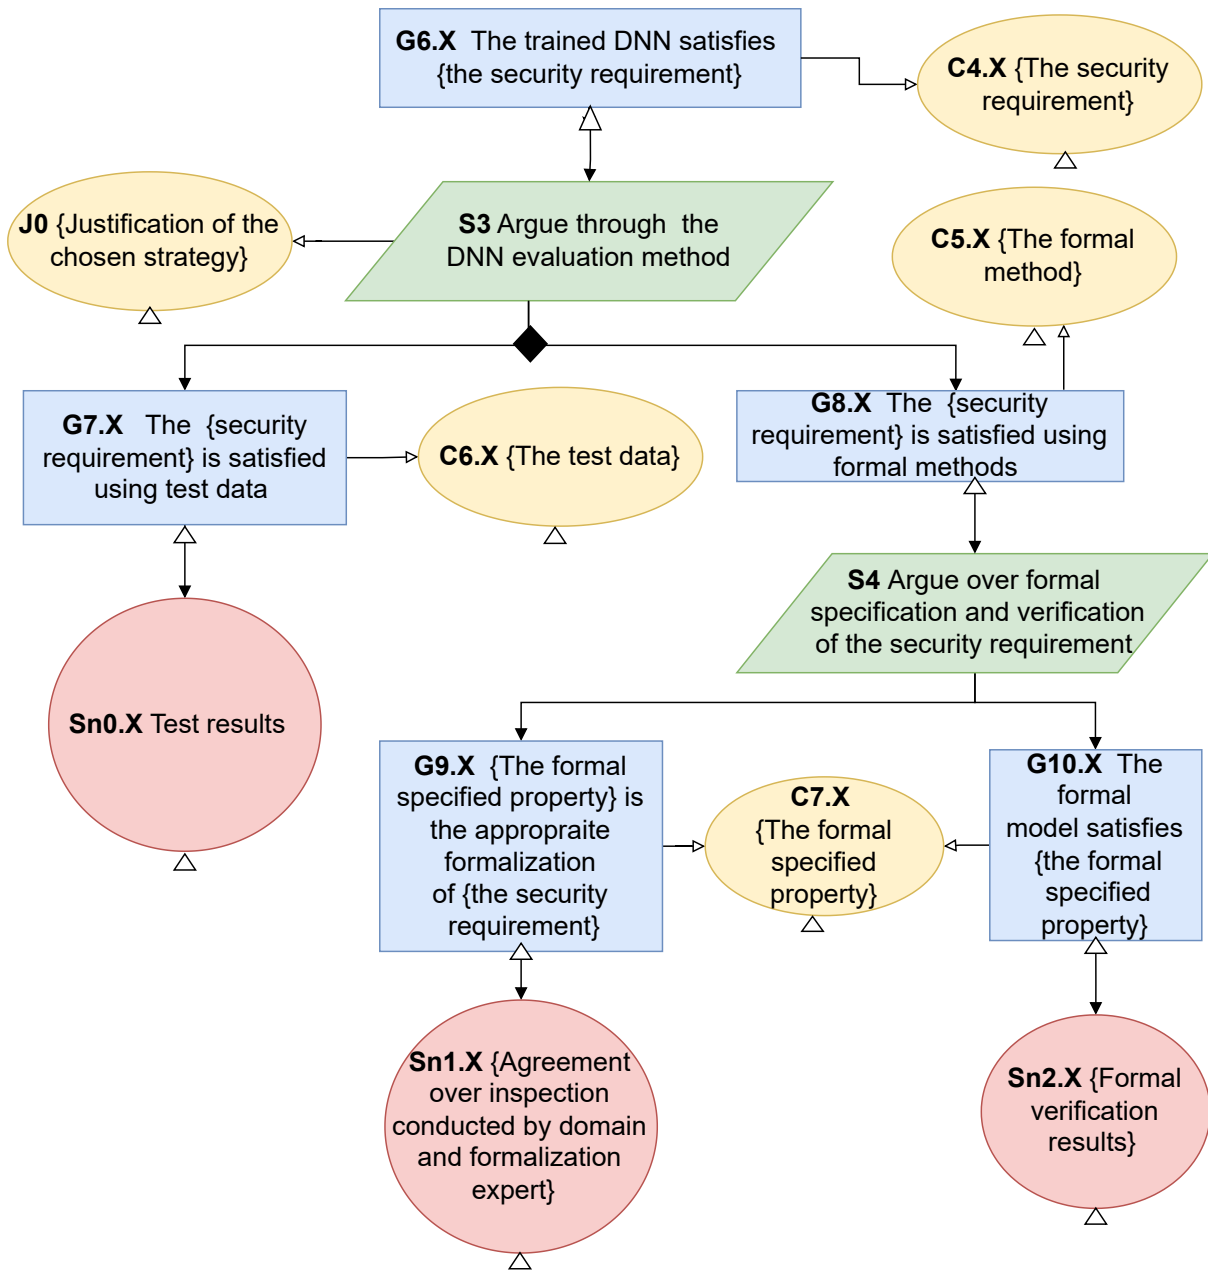 G6.X The trained DNN satisfies
{the security requirement}
C4.X {The security
requirement}
J0 {Justification of the
chosen strategy}
S3 Argue through the
DNN evaluation method
C5.X {The formal
method}
G7.X The {security
requirement} is satisfied
using test data
C6.X {The test data}
G8.X The {security
requirement} is satisfied using
formal methods
S4 Argue over formal
specification and verification
of the security requirement
Sn0.X Test results
G9.X {The formal
specified property} is
the appropraite
formalization
of {the security
requirement}
C7.X
{The formal
specified
property}
G10.X The
formal
model satisfies
{the formal
specified
property}
Sn1.X {Agreement
over inspection
conducted by domain
and formalization
expert}
Sn2.X {Formal
verification
results}